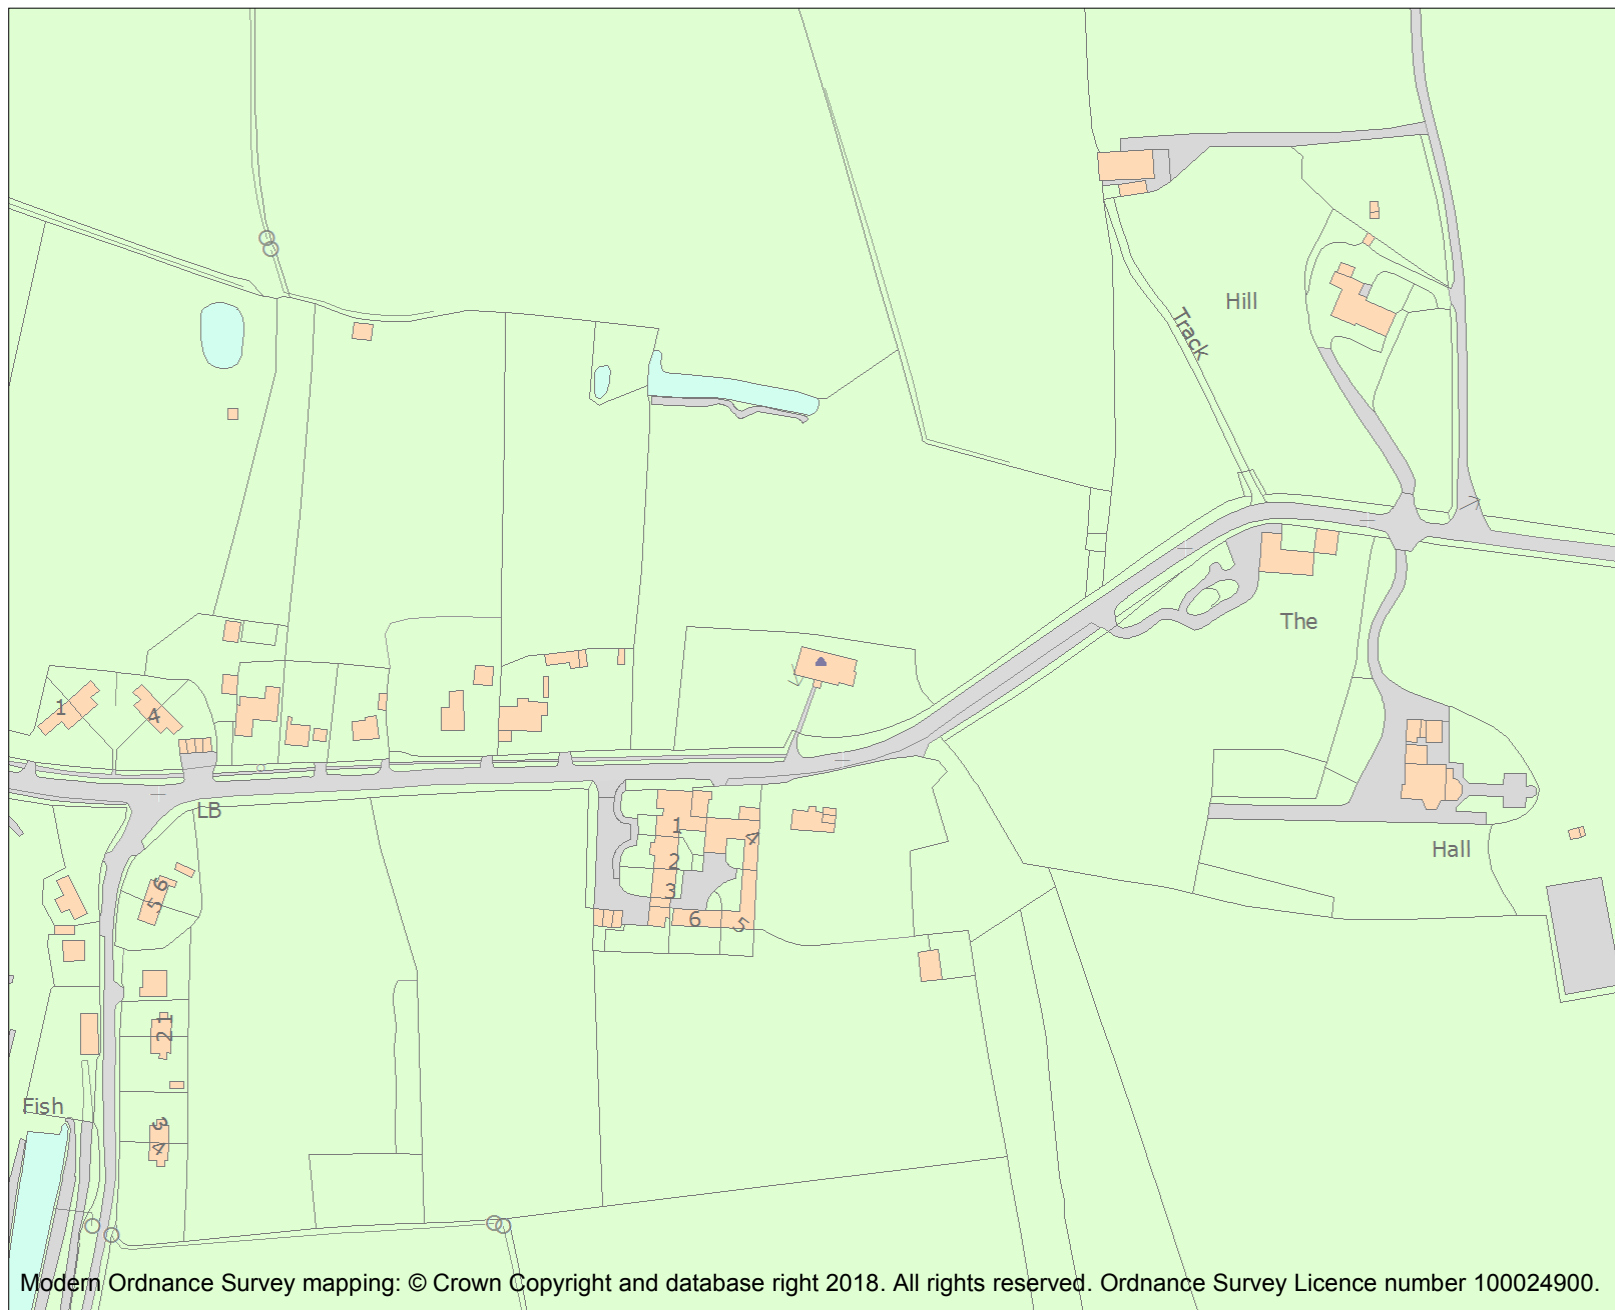 Hill
Track
The
1
4
LB
1
4
2
Hall
3
6
5
6
5
1
2
Fish
3
4
Modern Ordnance Survey mapping: © Crown Copyright and database right 2018. All rights reserved. Ordnance Survey Licence number 100024900.